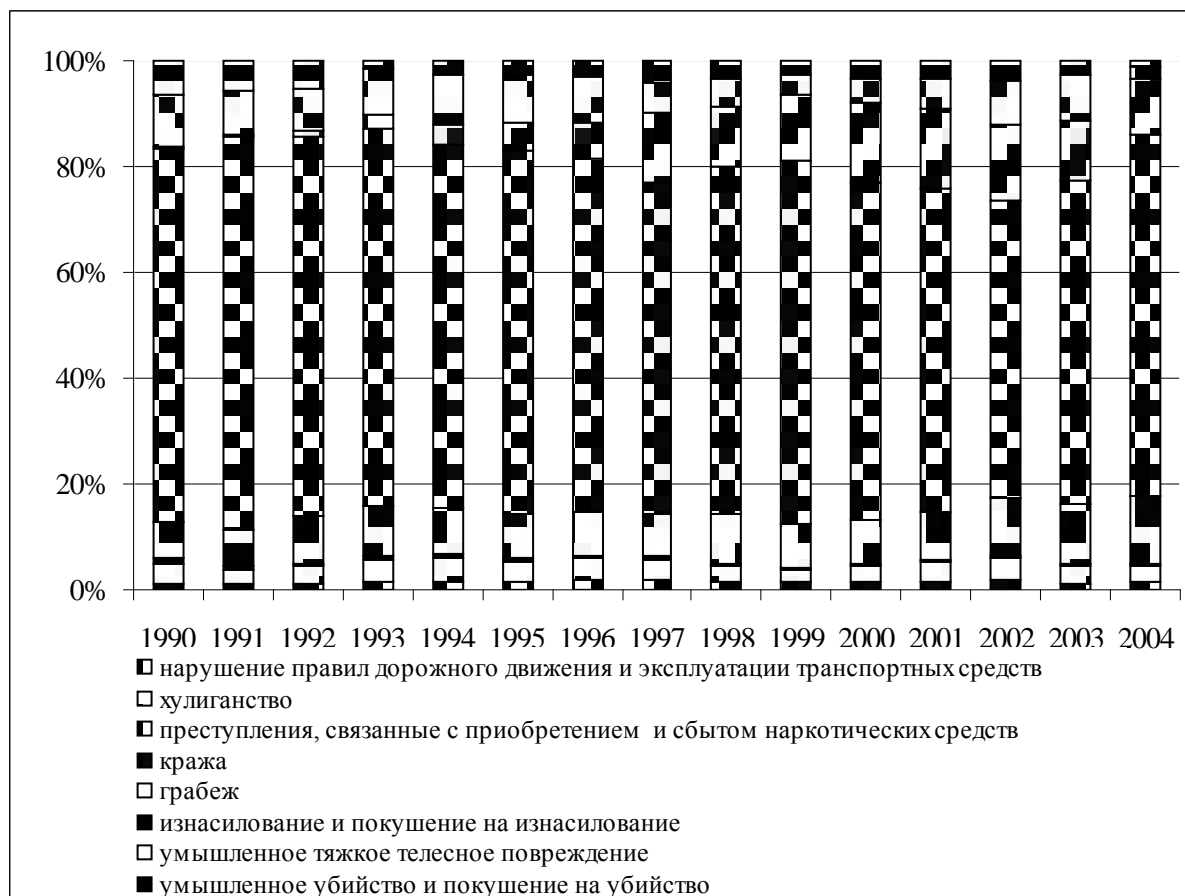 100%
80%
60%
40%
20%
0%
1990 1991 1992 1993 1994 1995 1996 1997 1998 1999 2000 2001 2002 2003 2004
нарушение правил дорожного движения и эксплуатации транспортных средств
хулиганство
преступления, связанные с приобретением и сбытом наркотических средств
кража
грабеж
изнасилование и покушение на изнасилование
умышленное тяжкое телесное повреждение
умышленное убийство и покушение на убийство